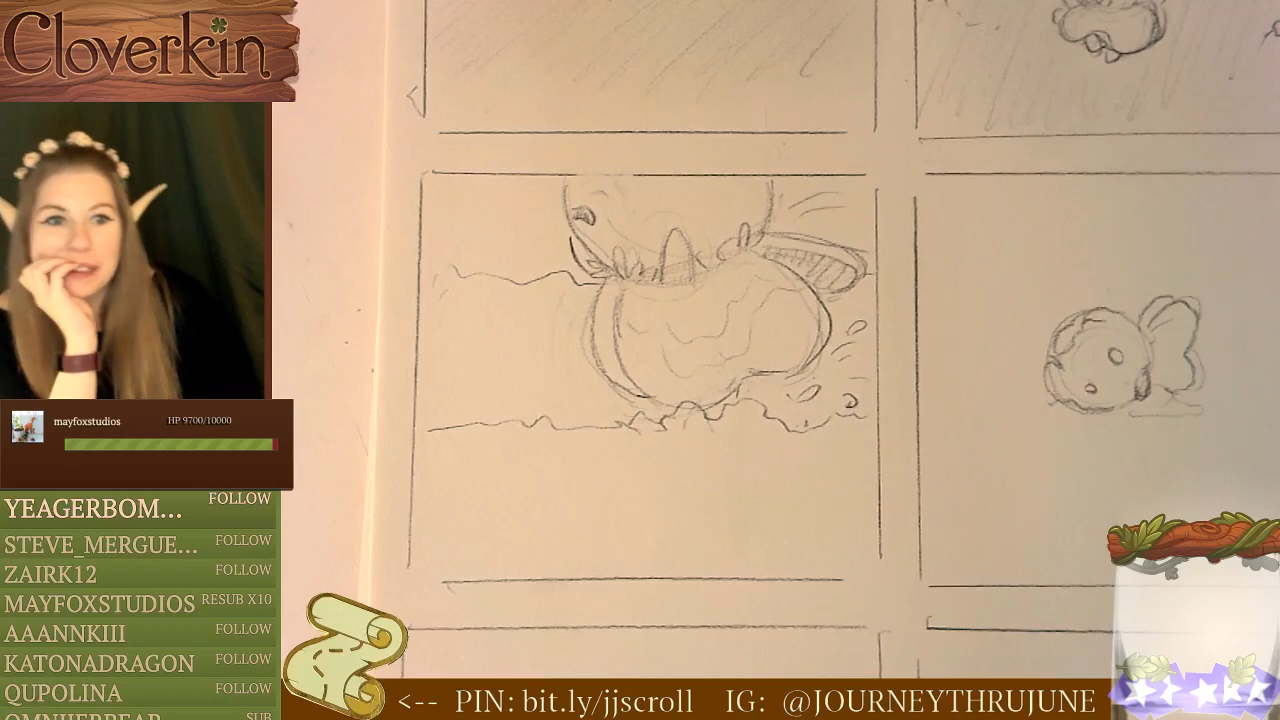 Cloverkin
mayfoxstudios HP 9700/10000
YEAGERBOM... FOLLOW
STEVE_MERGUE... FOLLOW
ZAIRK12 FOLLOW
MAYFOXSTUDIOS RESUB X10
AAANNKIII FOLLOW
KATONADRAGON FOLLOW
QUPOLINA FOLLOW
SUB
<-- PIN: bit.ly/jjscroll IG: @JOURNEYTHRUJUNE